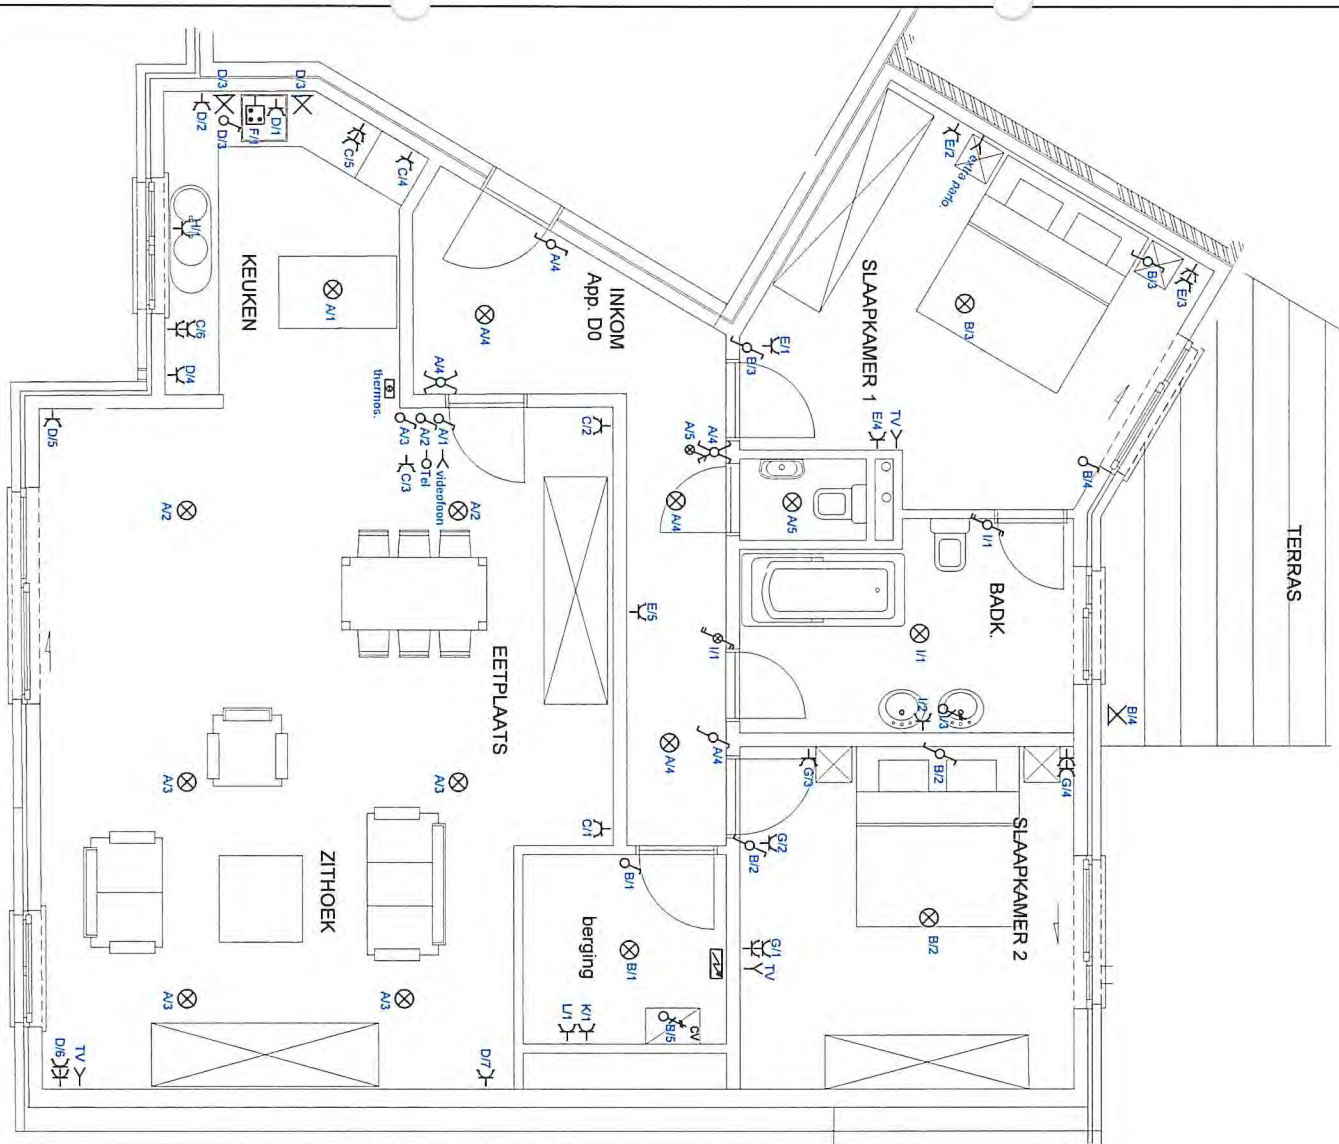 D/3
D/3
D/2
D/3
F/1
D/1
C/5
C/4
E/2
extra parlo.
B/3
E/3
H/1
KEUKEN
A/1
A/4
INKOM
App. D0
A/4
SLAAPKAMER 1
B/3
C/6
D/4
thermos.
A/4
E/1
B/3
D/5
A/3
A/2
A/1
C/3
Tel
videofoon
C/2
A/5
A/4
E/4
TV
B/4
A/2
A/2
A/4
A/5
I/1
TERRAS
BADK.
E/5
I/1
I/1
EETPLAATS
I/2
I/3
B/4
A/4
A/4
A/3
A/3
G/3
B/2
G/4
C/1
B/1
B/2
G/2
SLAAPKAMER 2
ZITHOEK
berging
B/1
B/2
G/1
TV
A/3
A/3
L/1
K/1
B/5
CV
D/6
TV
D/7